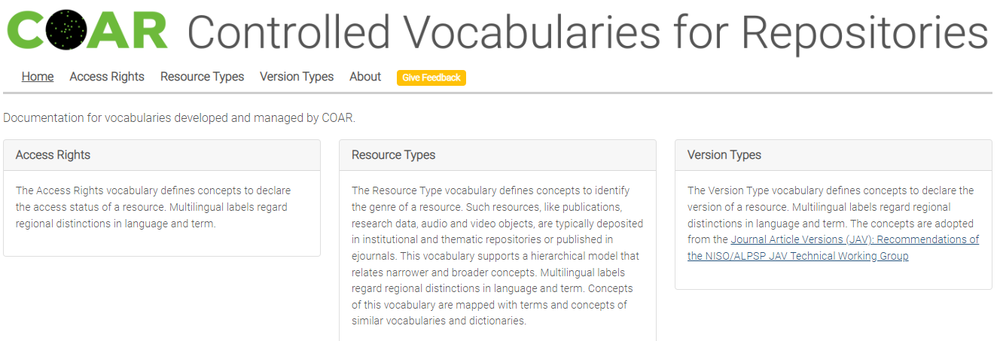 COAR Controlled Vocabularies for Repositories
Home Access Rights Resource Types Version Types About Give Feedback
Documentation for vocabularies developed and managed by COAR.
Access Rights
The Access Rights vocabulary defines concepts to declare
the access status of a resource. Multilingual labels regard
regional distinctions in language and term.
Resource Types
The Resource Type vocabulary defines concepts to identify
the genre of a resource. Such resources, like publications,
research data, audio and video objects, are typically deposited
in institutional and thematic repositories or published in
ejournals. This vocabulary supports a hierarchical model that
relates narrower and broader concepts. Multilingual labels
regard regional distinctions in language and term. Concepts
of this vocabulary are mapped with terms and concepts of
similar vocabularies and dictionaries.
Version Types
The Version Type vocabulary defines concepts to declare the
version of a resource. Multilingual labels regard regional
distinctions in language and term. The concepts are adopted
from the Journal Article Versions (JAV): Recommendations of
the NISO/ALPSP JAV Technical Working Group